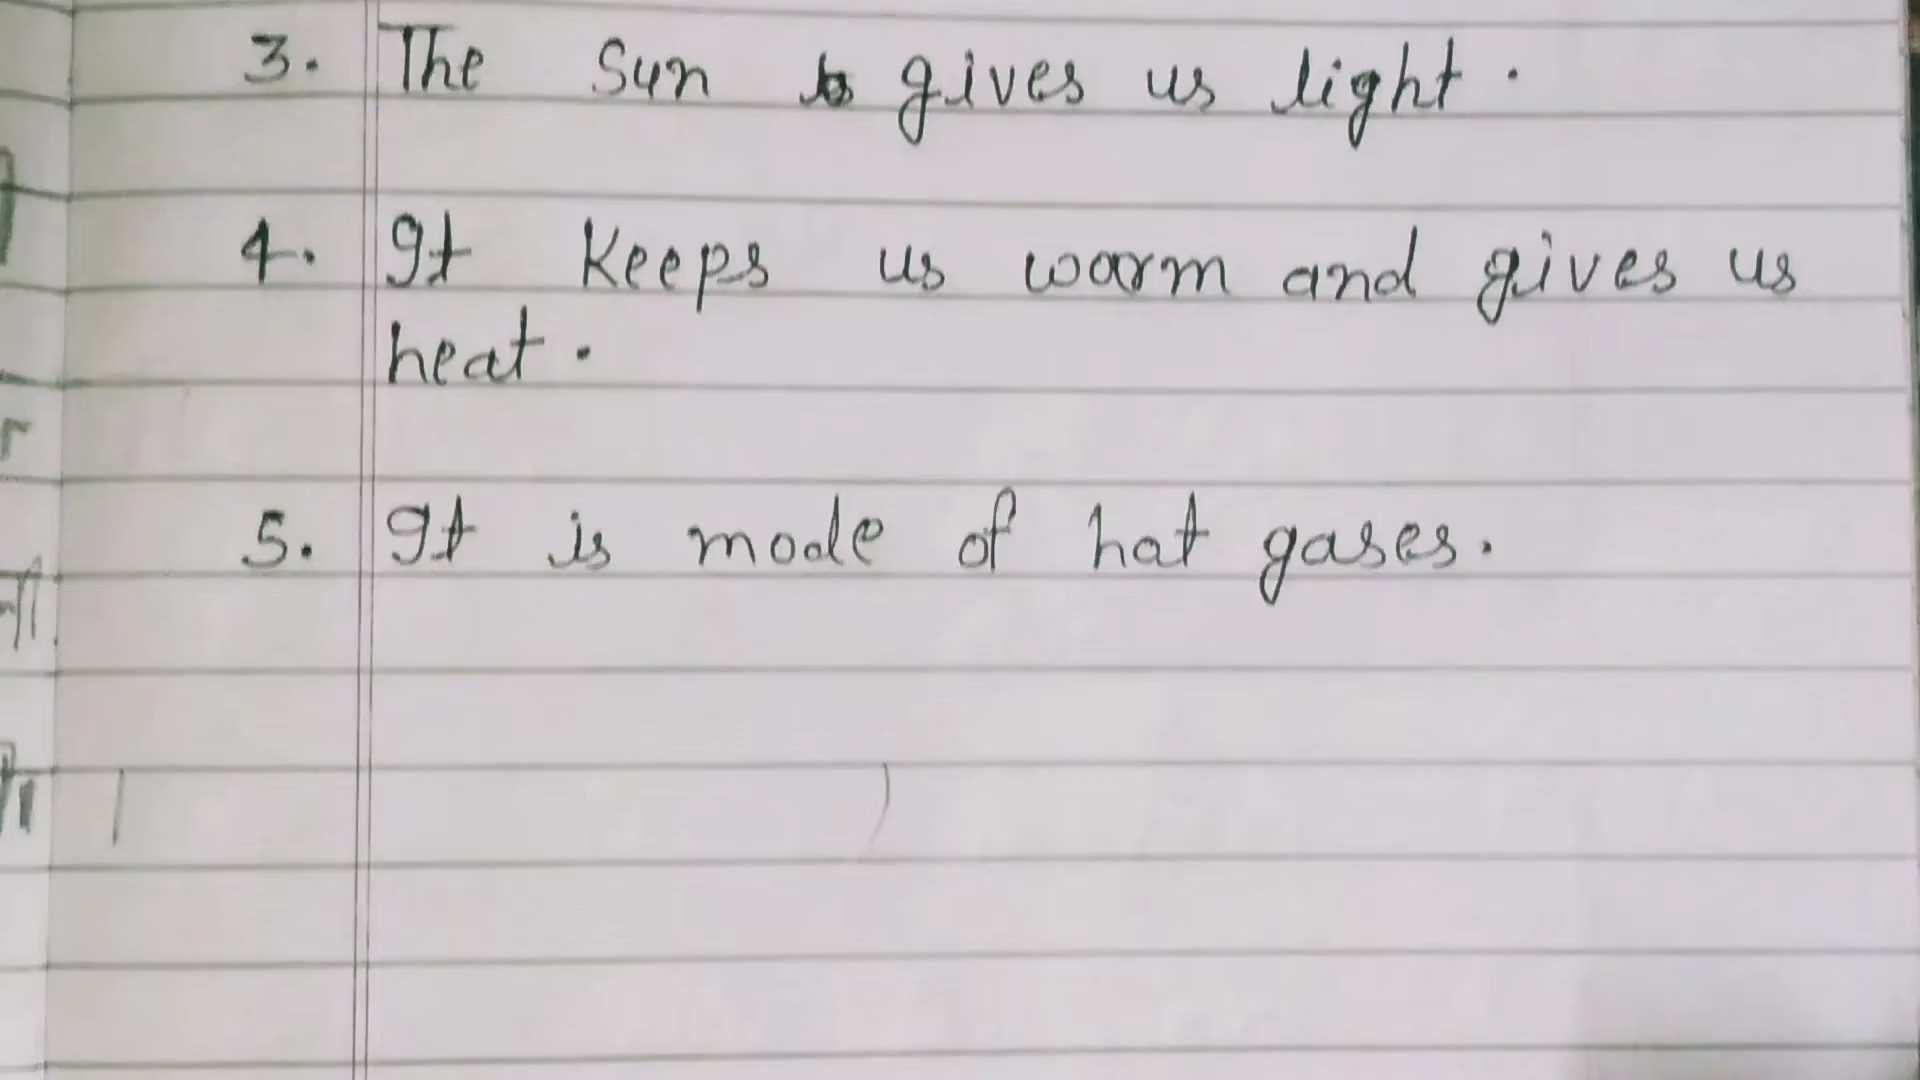 3. The Sun gives us light.
4. It keeps us warm and gives us
heat.
5. It is made of hot gases.